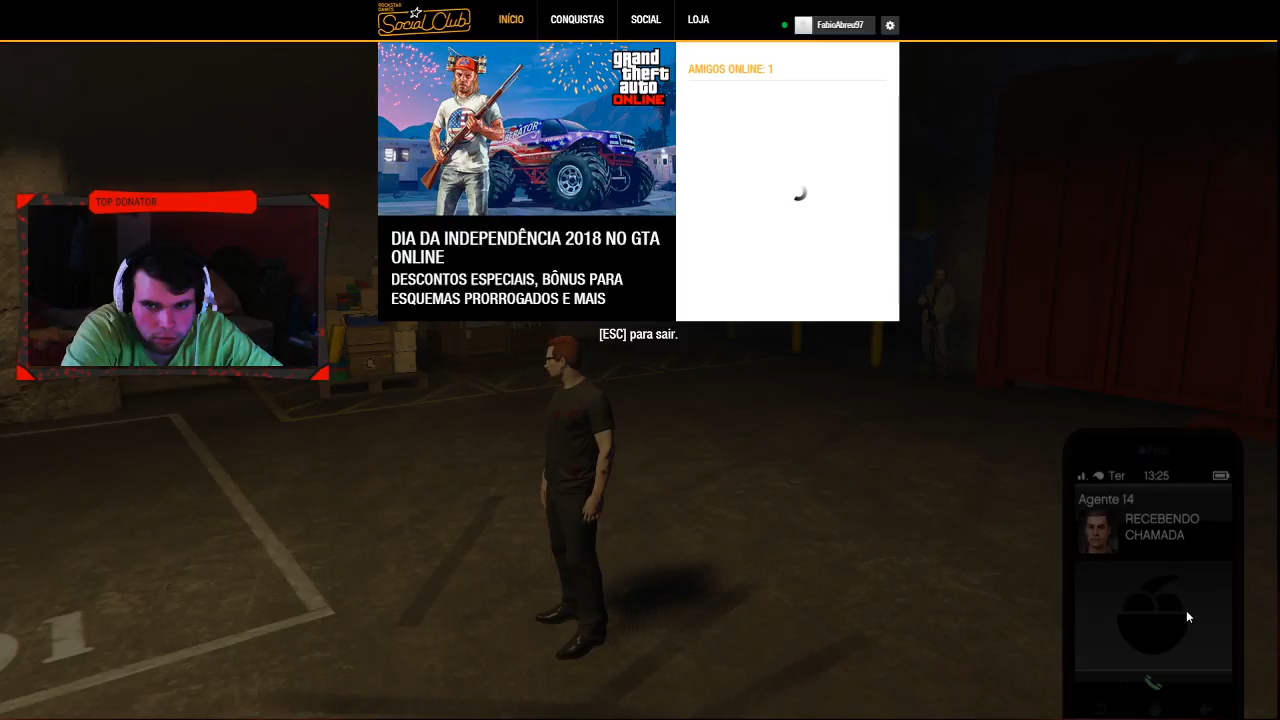 ROCKSTAR
GAMES
Social Club
INÍCIO
CONQUISTAS
SOCIAL
LOJA
FabioAbreu97
grand
theft
auto
ONLINE
LIBERATOR
AMIGOS ONLINE: 1
DIA DA INDEPENDÊNCIA 2018 NO GTA
ONLINE
DESCONTOS ESPECIAIS, BÔNUS PARA
ESQUEMAS PRORROGADOS E MAIS
[ESC] para sair.
TOP DONATOR
iFruit
Ter 13:25
Agente 14
RECEBENDO
CHAMADA